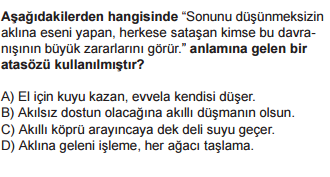 Aşağıdakilerden hangisinde “Sonunu düşünmeksizin
aklına eseni yapan, herkese sataşan kimse bu davra-
nışının büyük zararlarını görür.” anlamına gelen bir
atasözü kullanılmıştır?
A) El için kuyu kazan, evvela kendisi düşer.
B) Akılsız dostun olacağına akıllı düşmanın olsun.
C) Akıllı köprü arayıncaya dek deli suyu geçer.
D) Aklına geleni işleme, her ağacı taşlama.